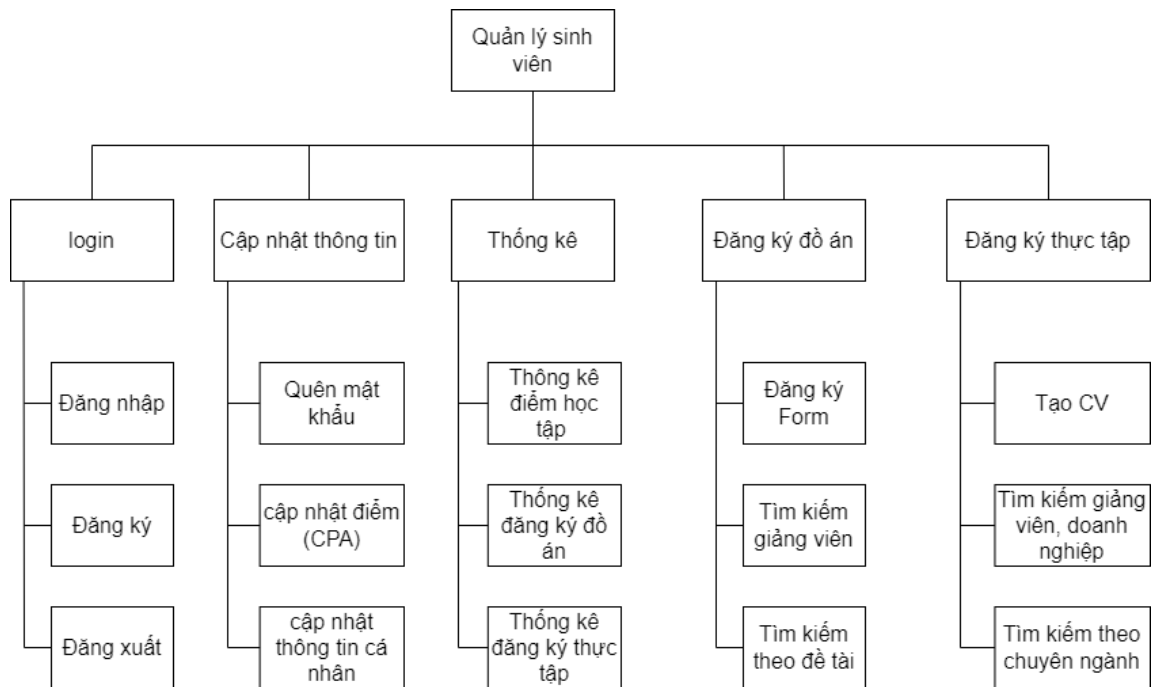 Quản lý sinh
viên
login
Cập nhật thông tin
Thống kê
Đăng ký đồ án
Đăng ký thực tập
Đăng nhập
Quên mật
khẩu
Thông kê
điểm học
tập
Đăng ký
Form
Tạo CV
Đăng ký
cập nhật điểm
(CPA)
Thống kê
đăng ký đồ
án
Tìm kiếm
giảng viên
Tìm kiếm giảng
viên, doanh
nghiệp
Đăng xuất
cập nhật
thông tin cá
nhân
Thống kê
đăng ký thực
tập
Tìm kiếm
theo đề tài
Tìm kiếm theo
chuyên ngành